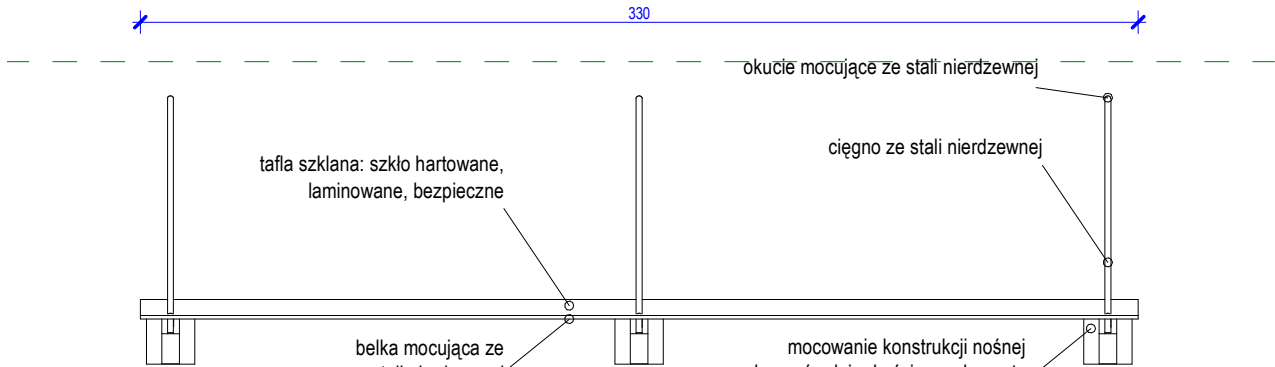 330
okucie mocujące ze stali nierdzewnej
cięgno ze stali nierdzewnej
tafla szklana: szkło hartowane,
laminowane, bezpieczne
belka mocująca ze
mocowanie konstrukcji nośnej